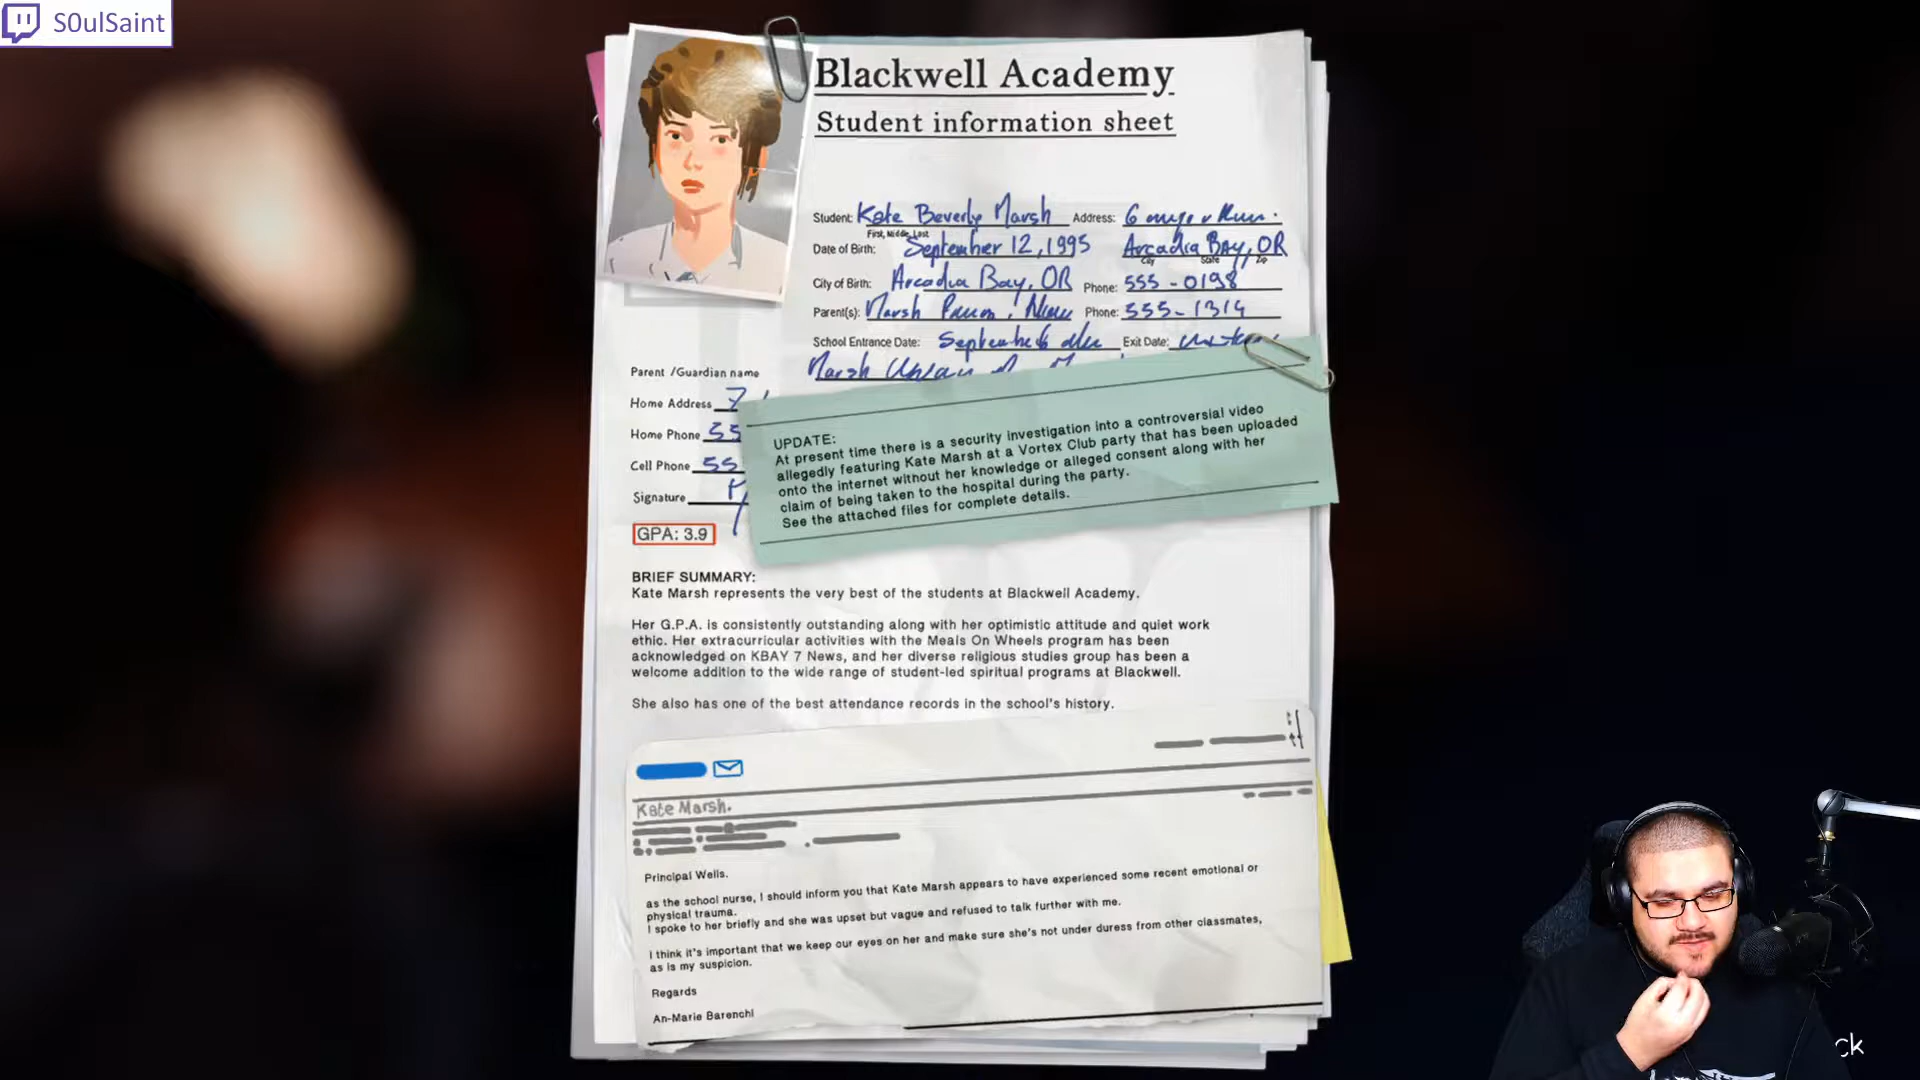 S0ulSaint
Blackwell Academy
Student information sheet
Student: Kate Beverly Marsh Address: 6
First, Middle, Last
Date of Birth: September 12, 1995 Arcadia Bay, OR
City State Zip
City of Birth: Arcadia Bay, OR Phone: 555-0198
Parent(s): Marsh Phone: 555-1314
School Entrance Date: September Exit Date:
Parent /Guardian name Marsh
Home Address 7
Home Phone 55
Cell Phone 55
Signature
GPA: 3.9
UPDATE:
At present time there is a security investigation into a controversial video
allegedly featuring Kate Marsh at a Vortex Club party that has been uploaded
onto the internet without her knowledge or alleged consent along with her
claim of being taken to the hospital during the party.
See the attached files for complete details.
BRIEF SUMMARY:
Kate Marsh represents the very best of the students at Blackwell Academy.
Her G.P.A. is consistently outstanding along with her optimistic attitude and quiet work
ethic. Her extracurricular activities with the Meals On Wheels program has been
acknowledged on KBAY 7 News, and her diverse religious studies group has been a
welcome addition to the wide range of student-led spiritual programs at Blackwell.
She also has one of the best attendance records in the school's history.
Kate Marsh.
Principal Wells.
as the school nurse, I should inform you that Kate Marsh appears to have experienced some recent emotional or
physical trauma.
I spoke to her briefly and she was upset but vague and refused to talk further with me.
I think it's important that we keep our eyes on her and make sure she's not under duress from other classmates,
as is my suspicion.
Regards
An-Marie Barenchi
ck